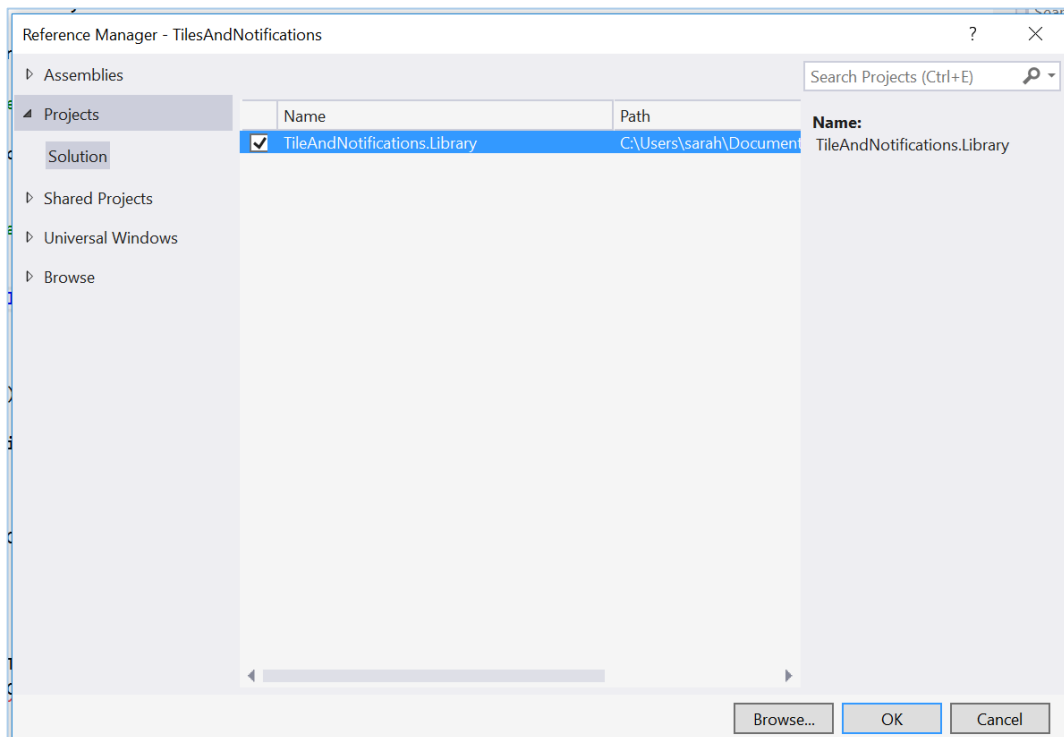 Reference Manager - TilesAndNotifications
?
Assemblies
Search Projects (Ctrl+E)
Projects
Name Path
Name:
Solution
TileAndNotifications.Library C:\Users\sarah\Document
TileAndNotifications.Library
Shared Projects
Universal Windows
Browse
Browse... OK Cancel